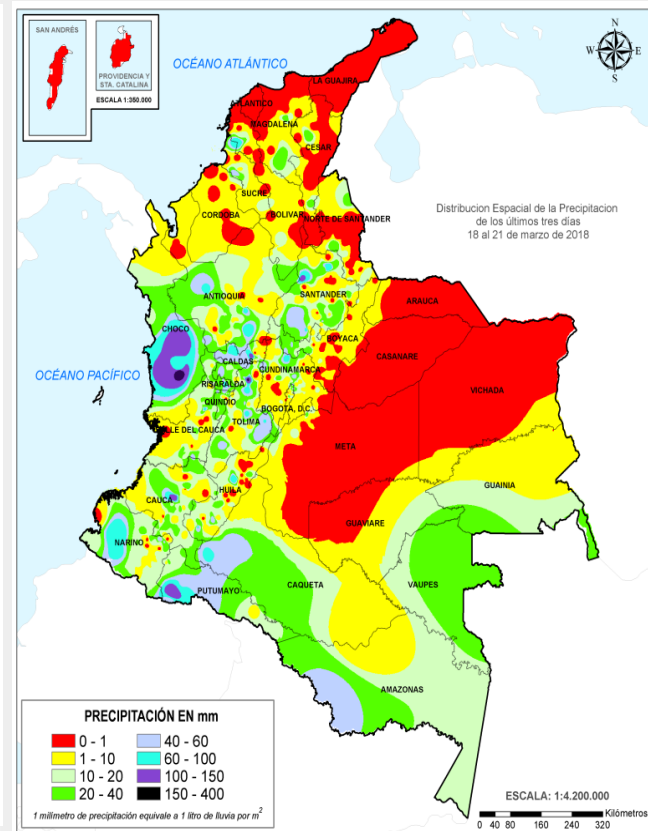 SAN ANDRÉS
PROVIDENCIA Y
STA. CATALINA
ESCALA 1:350.000
OCÉANO ATLÁNTICO
N
W E
S
LA GUAJIRA
ATLANTICO
MAGDALENA
CESAR
Distribucion Espacial de la Precipitacion
de los últimos tres días
18 al 21 de marzo de 2018
SUCRE
CORDOBA
BOLIVAR
NORTE DE SANTANDER
ANTIOQUIA
SANTANDER
ARAUCA
CHOCO
BOYACA
CASANARE
OCÉANO PACÍFICO
CALDAS
CUNDINAMARCA
RISARALDA
VICHADA
QUINDIO
BOGOTA, D.C.
TOLIMA
VALLE DEL CAUCA
META
GUAINIA
HUILA
CAUCA
GUAVIARE
NARINO
PUTUMAYO
CAQUETA
VAUPES
AMAZONAS
PRECIPITACIÓN EN mm
0 - 1 40 - 60
1 - 10 60 - 100
10 - 20 100 - 150
20 - 40 150 - 400
1 milimetro de precipitación equivale a 1 litro de lluvia por m²
ESCALA: 1:4.200.000
Kilómetros
0 40 80 160 240 320